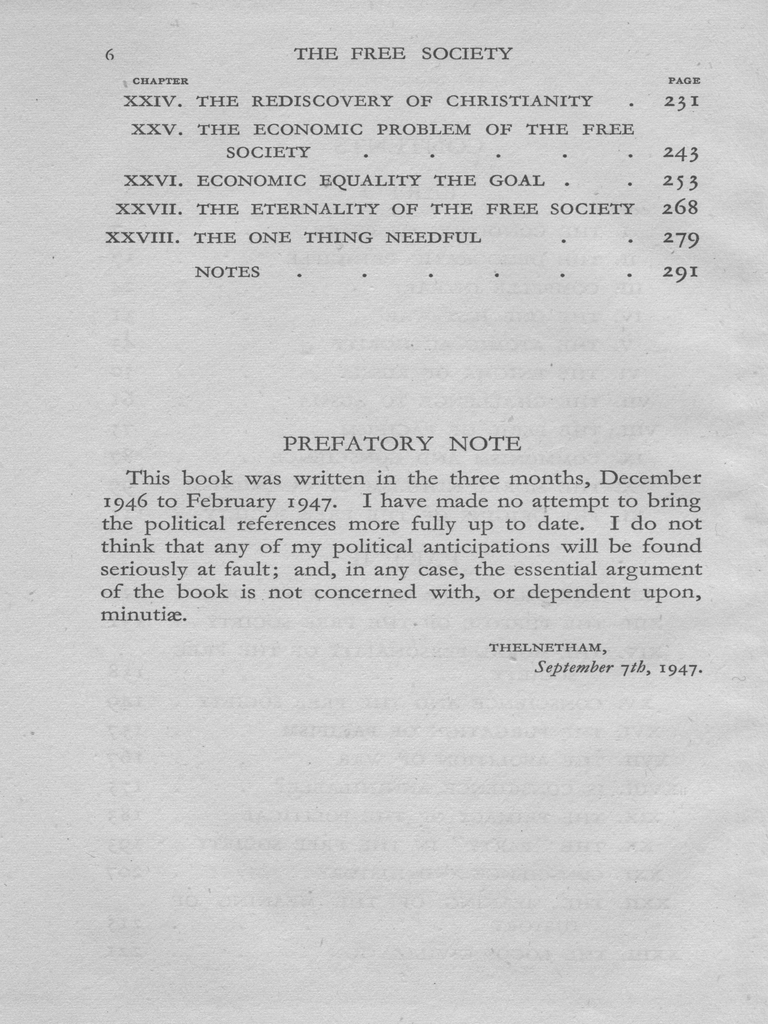 6 THE FREE SOCIETY
CHAPTER PAGE
XXIV. THE REDISCOVERY OF CHRISTIANITY . 231
XXV. THE ECONOMIC PROBLEM OF THE FREE
SOCIETY . . . . . 243
XXVI. ECONOMIC EQUALITY THE GOAL . . 253
XXVII. THE ETERNALITY OF THE FREE SOCIETY 268
XXVIII. THE ONE THING NEEDFUL . . 279
NOTES . . . . . . 291
PREFATORY NOTE
This book was written in the three months, December
1946 to February 1947. I have made no attempt to bring
the political references more fully up to date. I do not
think that any of my political anticipations will be found
seriously at fault; and, in any case, the essential argument
of the book is not concerned with, or dependent upon,
minutiæ.
THELNETHAM,
September 7th, 1947.